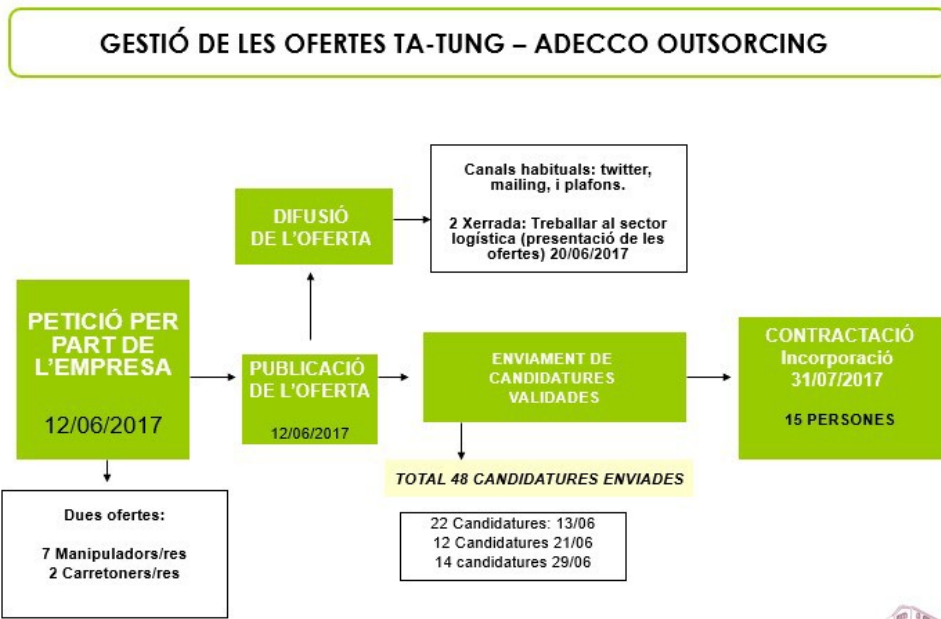 GESTIÓ DE LES OFERTES TA-TUNG – ADECCO OUTSORCING
Canals habituals: twitter,
mailing, i plafons.
2 Xerrada: Treballar al sector
logística (presentació de les
ofertes) 20/06/2017
DIFUSIÓ
DE L'OFERTA
PETICIÓ PER
PART DE
L'EMPRESA
12/06/2017
PUBLICACIÓ
DE L'OFERTA
12/06/2017
ENVIAMENT DE
CANDIDATURES
VALIDADES
CONTRACTACIÓ
Incorporació
31/07/2017
15 PERSONES
TOTAL 48 CANDIDATURES ENVIADES
22 Candidatures: 13/06
12 Candidatures 21/06
14 candidatures 29/06
Dues ofertes:
7 Manipuladors/res
2 Carretoners/res